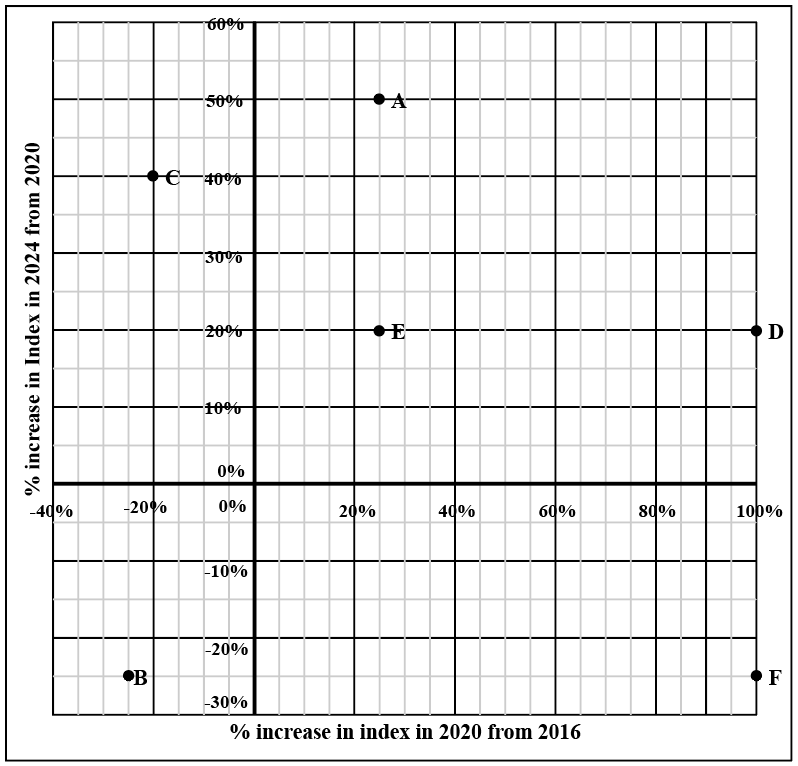 60%
50%
A
40%
C
30%
20%
E
D
10%
0%
-40%
-20%
0%
20%
40%
60%
80%
100%
-10%
-20%
B
F
-30%
% increase in Index in 2024 from 2020
% increase in index in 2020 from 2016